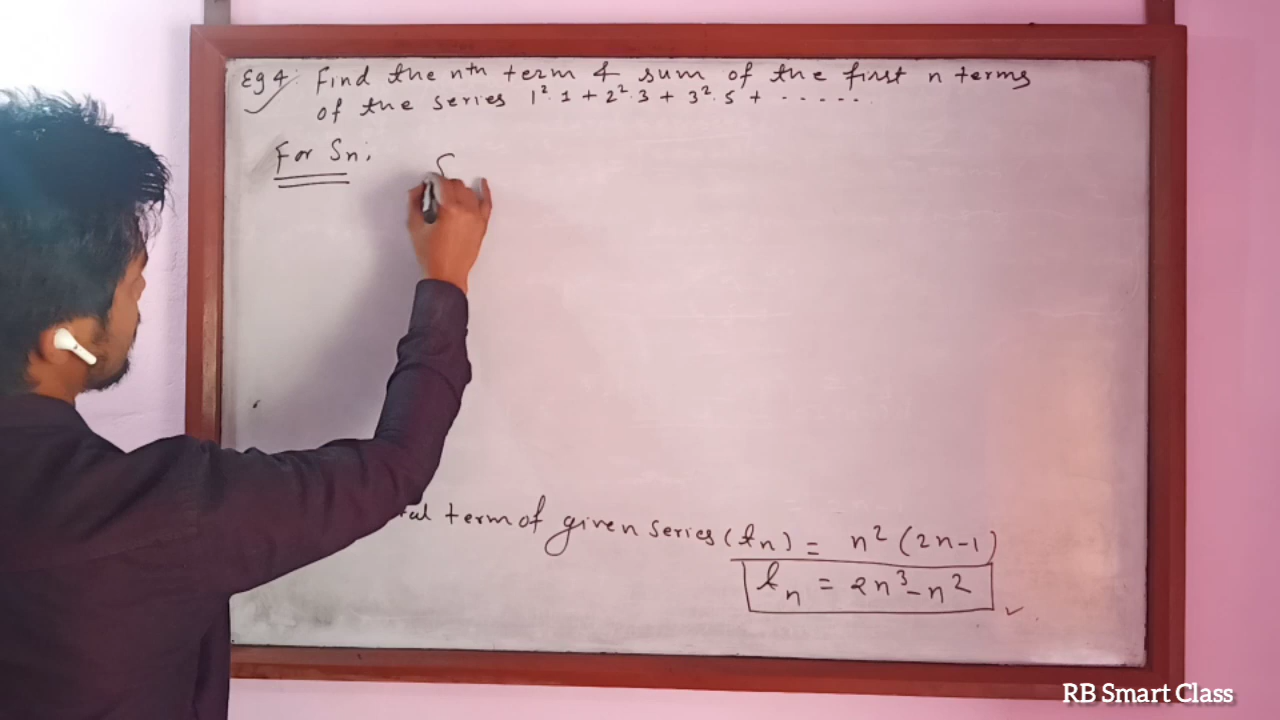 Eg 4: Find the nth term & sum of the first n terms
of the series 1². 1 + 2². 3 + 3². 5 + ......
For Sn:
S
term of given series (tn) = n² (2n-1)
tn = 2n³-n²
RB Smart Class